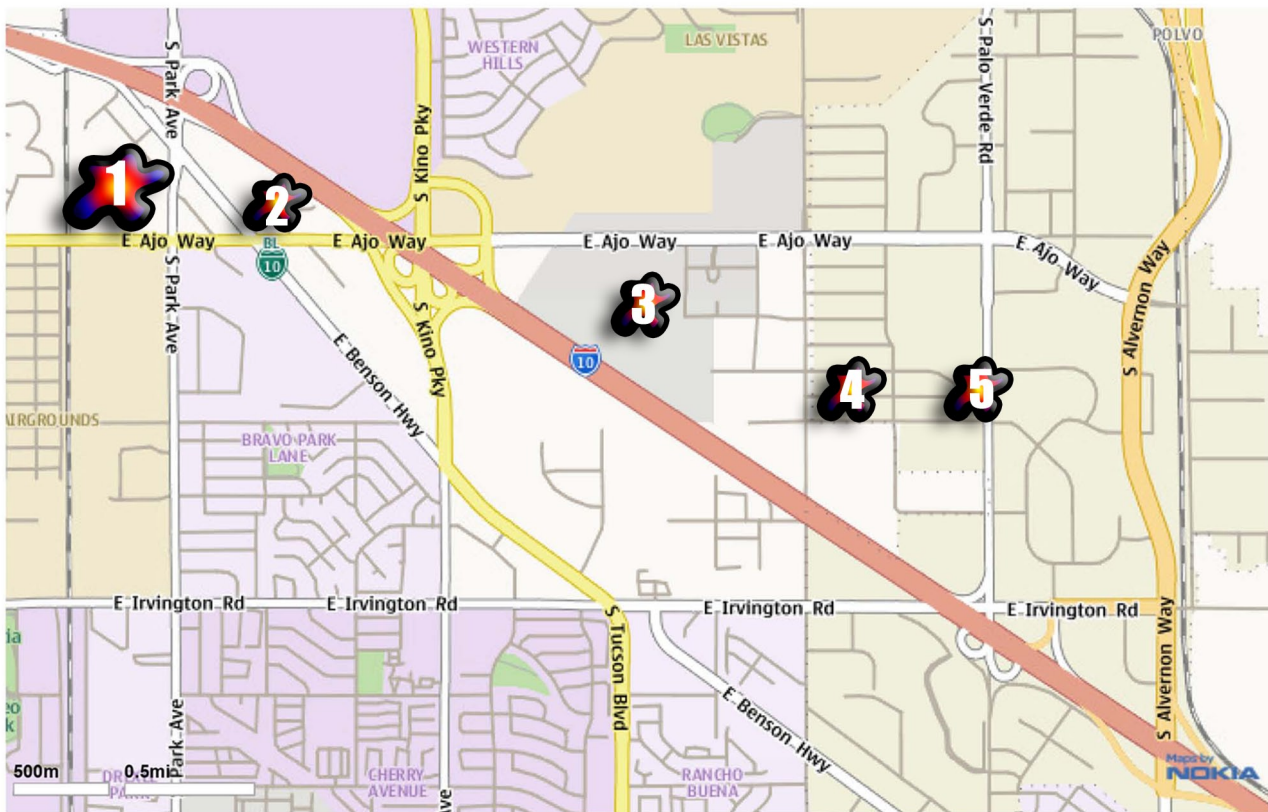 S Park Ave
WESTERN
HILLS
LAS VISTAS
S Palo Verde Rd
POLVO
S Kino Pky
1
2
E Ajo Way
BL
10
E Ajo Way
E Ajo Way
E Ajo Way
E Ajo Way
S Park Ave
S Kino Pky
3
10
S Alvernon Way
E Benson Hwy
4
5
AIRGROUNDS
BRAVO PARK
LANE
E Irvington Rd
E Irvington Rd
E Irvington Rd
E Irvington Rd
S Tucson Blvd
S Alvernon Way
E Benson Hwy
Park Ave
500m
0.5mi
CHERRY
AVENUE
RANCHO
BUENA
Maps by
NOKIA